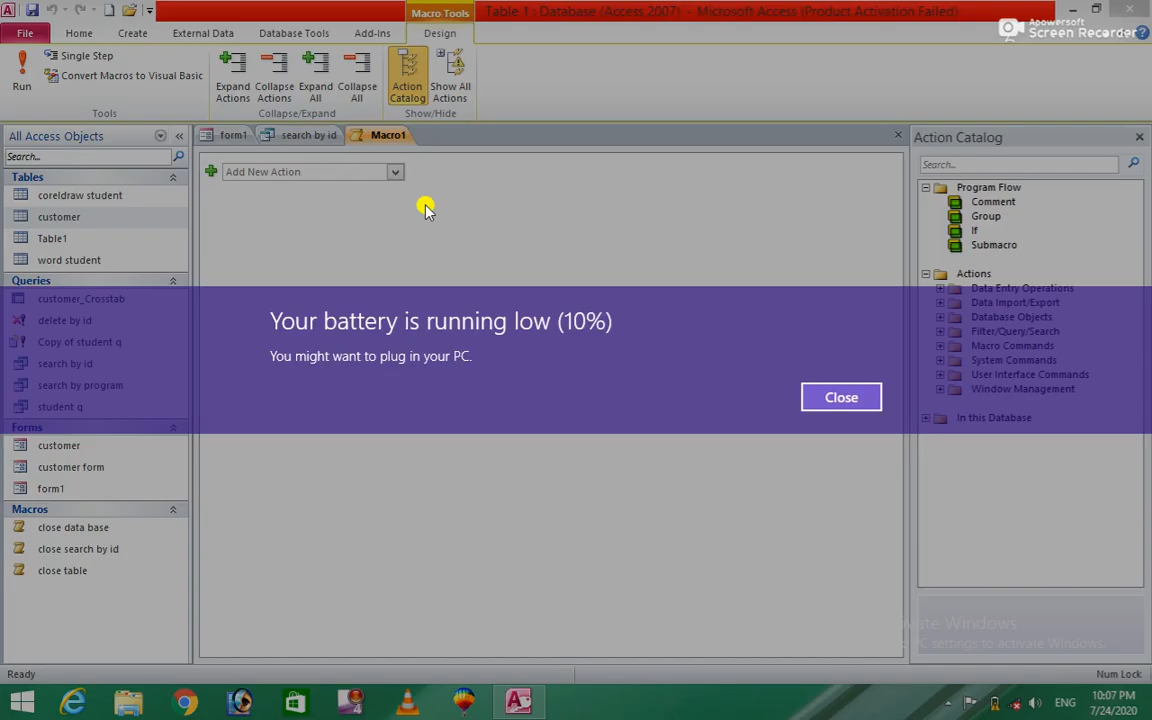 Macro Tools
Table 1 : Database (Access 2007) - Microsoft Access (Product Activation Failed)
Apowersoft
Screen Recorder
File
Home
Create
External Data
Database Tools
Add-Ins
Design
Single Step
Convert Macros to Visual Basic
Run
Expand
Actions
Collapse
Actions
Expand
All
Collapse
All
Action
Catalog
Show All
Actions
Tools
Collapse/Expand
Show/Hide
All Access Objects
Search...
Tables
coreldraw student
customer
Table1
word student
Queries
customer_Crosstab
delete by id
Copy of student q
search by id
search by program
student q
Forms
customer
customer form
form1
Macros
close data base
close search by id
close table
form1
search by id
Macro1
Add New Action
Your battery is running low (10%)
You might want to plug in your PC.
Close
Action Catalog
Search...
Program Flow
Comment
Group
If
Submacro
Actions
Data Entry Operations
Data Import/Export
Database Objects
Filter/Query/Search
Macro Commands
System Commands
User Interface Commands
Window Management
In this Database
Windows
PC settings to activate Windows.
Ready
Num Lock
ENG
10:07 PM
7/24/2020